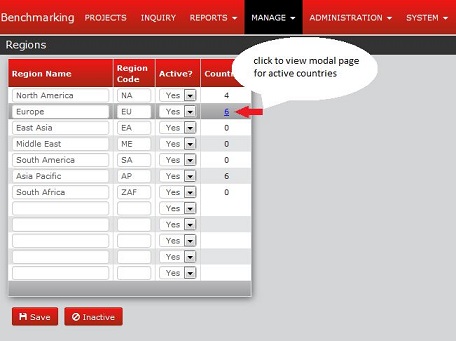 Benchmarking PROJECTS INQUIRY REPORTS MANAGE ADMINISTRATION SYSTEM
Regions
click to view modal page
for active countries
Region Name Region Code Active? Countr
North America NA Yes 4
Europe EU Yes 6
East Asia EA Yes 0
Middle East ME Yes 0
South America SA Yes 0
Asia Pacific AP Yes 6
South Africa ZAF Yes 0
Yes
Yes
Yes
Yes
Yes
Save Inactive